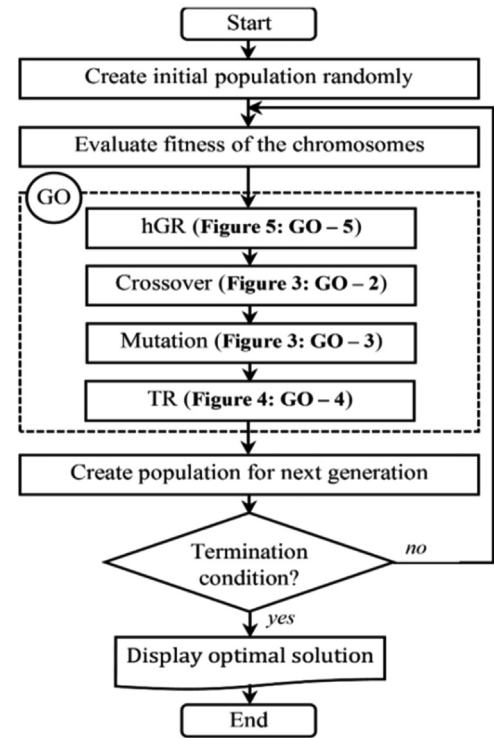 Start
Create initial population randomly
Evaluate fitness of the chromosomes
GO
hGR (Figure 5: GO – 5)
Crossover (Figure 3: GO – 2)
Mutation (Figure 3: GO – 3)
TR (Figure 4: GO – 4)
Create population for next generation
Termination
condition?
no
yes
Display optimal solution
End